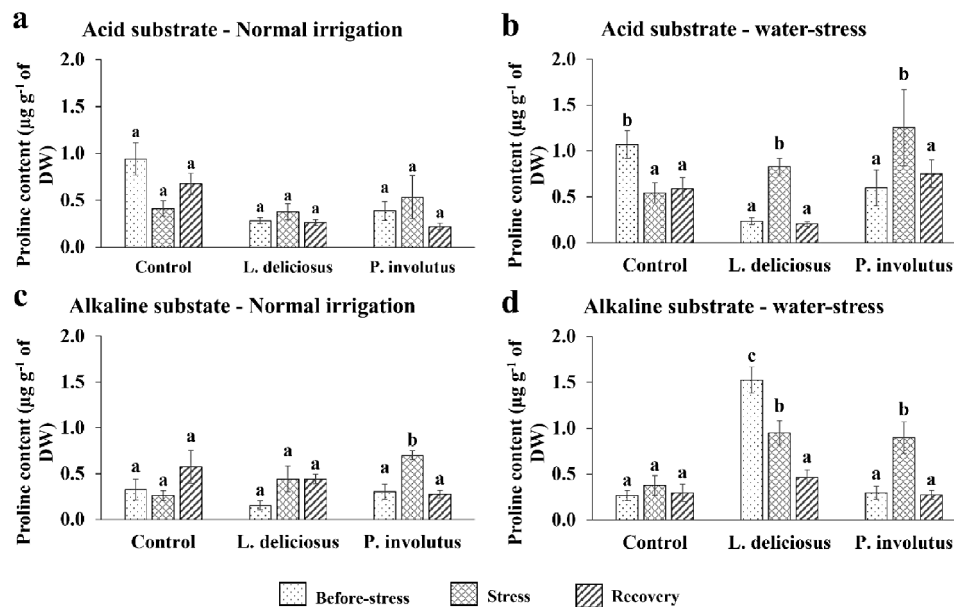 a
Acid substrate - Normal irrigation
Proline content (µg g⁻¹ of
DW)
2.0
1.5
1.0
0.5
0.0
a
a
a
a
a
a
a
a
a
Control
L. deliciosus
P. involutus
b
Acid substrate - water-stress
Proline content (µg g⁻¹ of
DW)
2.0
1.5
1.0
0.5
0.0
b
a
a
a
b
a
a
b
a
Control
L. deliciosus
P. involutus
c
Alkaline substate - Normal irrigation
Proline content (µg g⁻¹ of
DW)
2.0
1.5
1.0
0.5
0.0
a
a
a
a
a
a
a
b
a
Control
L. deliciosus
P. involutus
d
Alkaline substrate - water-stress
Proline content (µg g⁻¹ of
DW)
2.0
1.5
1.0
0.5
0.0
a
a
a
c
b
a
a
b
a
Control
L. deliciosus
P. involutus
Before-stress
Stress
Recovery